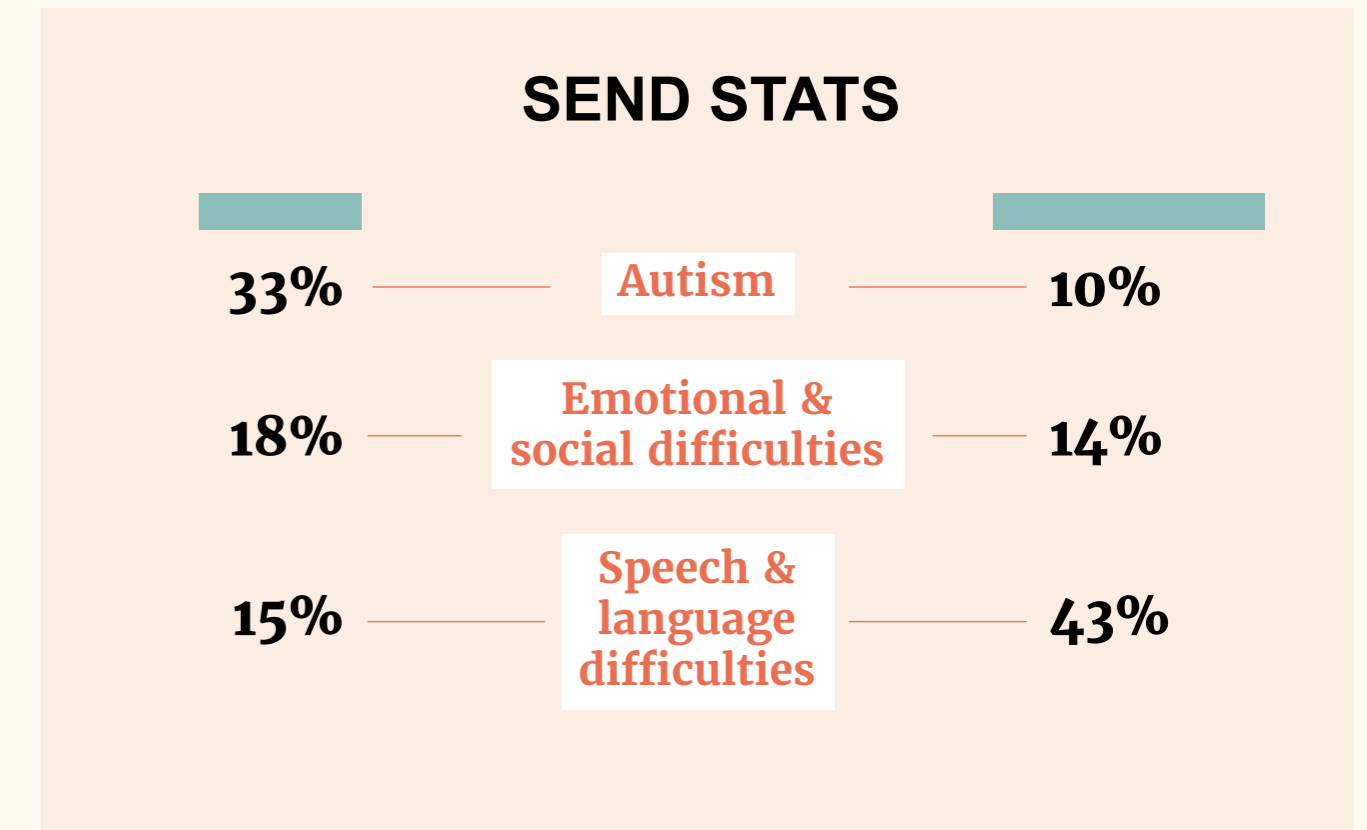 SEND STATS
33% Autism 10%
Emotional &
18% social difficulties 14%
Speech &
15% language 43%
difficulties